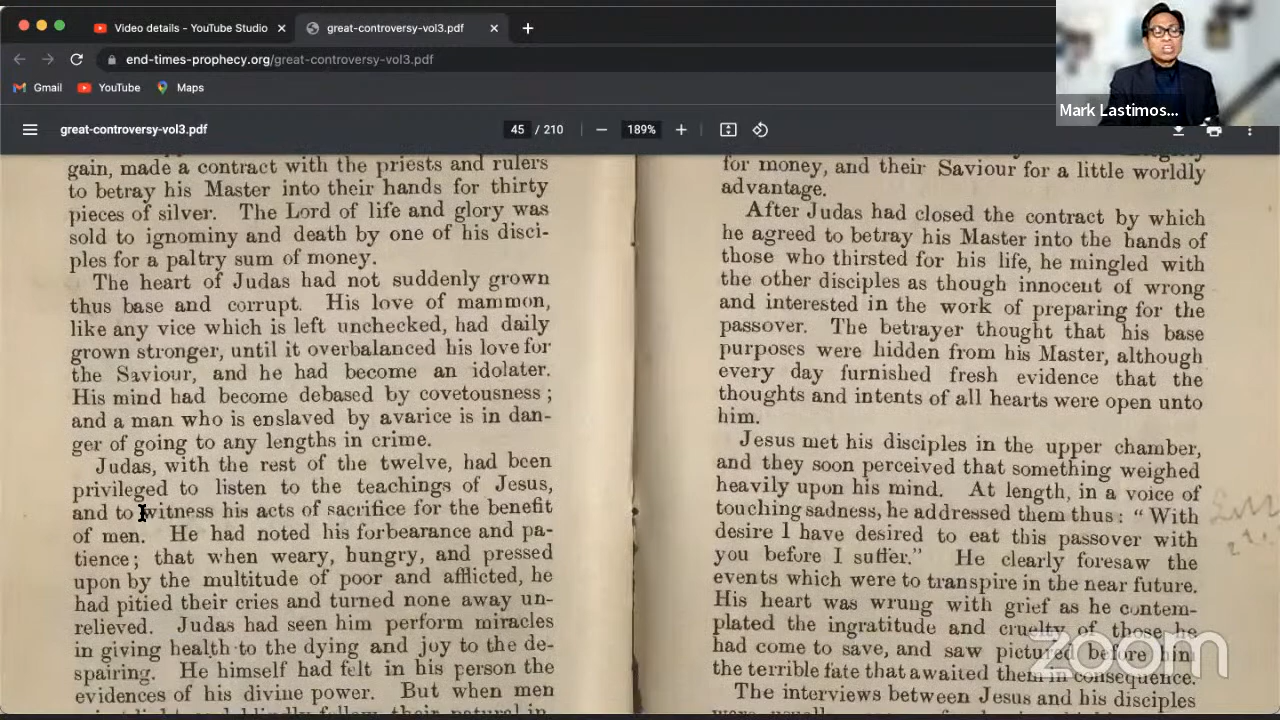 Video details - YouTube Studio
great-controversy-vol3.pdf
end-times-prophecy.org/great-controversy-vol3.pdf
Gmail
YouTube
Maps
Mark Lastimos...
great-controversy-vol3.pdf
45 / 210
189%
gain, made a contract with the priests and rulers
to betray his Master into their hands for thirty
pieces of silver. The Lord of life and glory was
sold to ignominy and death by one of his disci-
ples for a paltry sum of money.
The heart of Judas had not suddenly grown
thus base and corrupt. His love of mammon,
like any vice which is left unchecked, had daily
grown stronger, until it overbalanced his love for
the Saviour, and he had become an idolater.
His mind had become debased by covetousness ;
and a man who is enslaved by avarice is in dan-
ger of going to any lengths in crime.
Judas, with the rest of the twelve, had been
privileged to listen to the teachings of Jesus,
and to witness his acts of sacrifice for the benefit
of men. He had noted his forbearance and pa-
tience ; that when weary, hungry, and pressed
upon by the multitude of poor and afflicted, he
had pitied their cries and turned none away un-
relieved. Judas had seen him perform miracles
in giving health to the dying and joy to the de-
spairing. He himself had felt in his person the
evidences of his divine power. But when men
for money, and their Saviour for a little worldly
advantage.
After Judas had closed the contract by which
he agreed to betray his Master into the hands of
those who thirsted for his life, he mingled with
the other disciples as though innocent of wrong
and interested in the work of preparing for the
passover. The betrayer thought that his base
purposes were hidden from his Master, although
every day furnished fresh evidence that the
thoughts and intents of all hearts were open unto
him.
Jesus met his disciples in the upper chamber,
and they soon perceived that something weighed
heavily upon his mind. At length, in a voice of
touching sadness, he addressed them thus : “ With
desire I have desired to eat this passover with
you before I suffer.” He clearly foresaw the
events which were to transpire in the near future.
His heart was wrung with grief as he contem-
plated the ingratitude and cruelty of those he
had come to save, and saw pictured before him
the terrible fate that awaited them in consequence.
The interviews between Jesus and his disciples
zoom